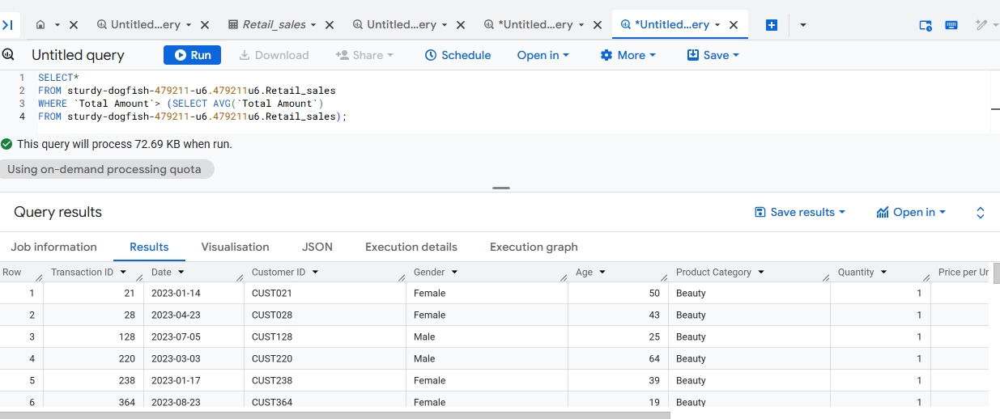 Untitled...ery Retail_sales Untitled...ery *Untitled...ery *Untitled...ery
Untitled query Run Download Share Schedule Open in More Save
1 SELECT*
2 FROM sturdy-dogfish-479211-u6.479211u6.Retail_sales
3 WHERE `Total Amount`> (SELECT AVG(`Total Amount`)
4 FROM sturdy-dogfish-479211-u6.479211u6.Retail_sales);
This query will process 72.69 KB when run.
Using on-demand processing quota
Query results Save results Open in
Job information Results Visualisation JSON Execution details Execution graph
Row Transaction ID Date Customer ID Gender Age Product Category Quantity Price per Ur
1 21 2023-01-14 CUST021 Female 50 Beauty 1
2 28 2023-04-23 CUST028 Female 43 Beauty 1
3 128 2023-07-05 CUST128 Male 25 Beauty 1
4 220 2023-03-03 CUST220 Male 64 Beauty 1
5 238 2023-01-17 CUST238 Female 39 Beauty 1
6 364 2023-08-23 CUST364 Female 19 Beauty 1